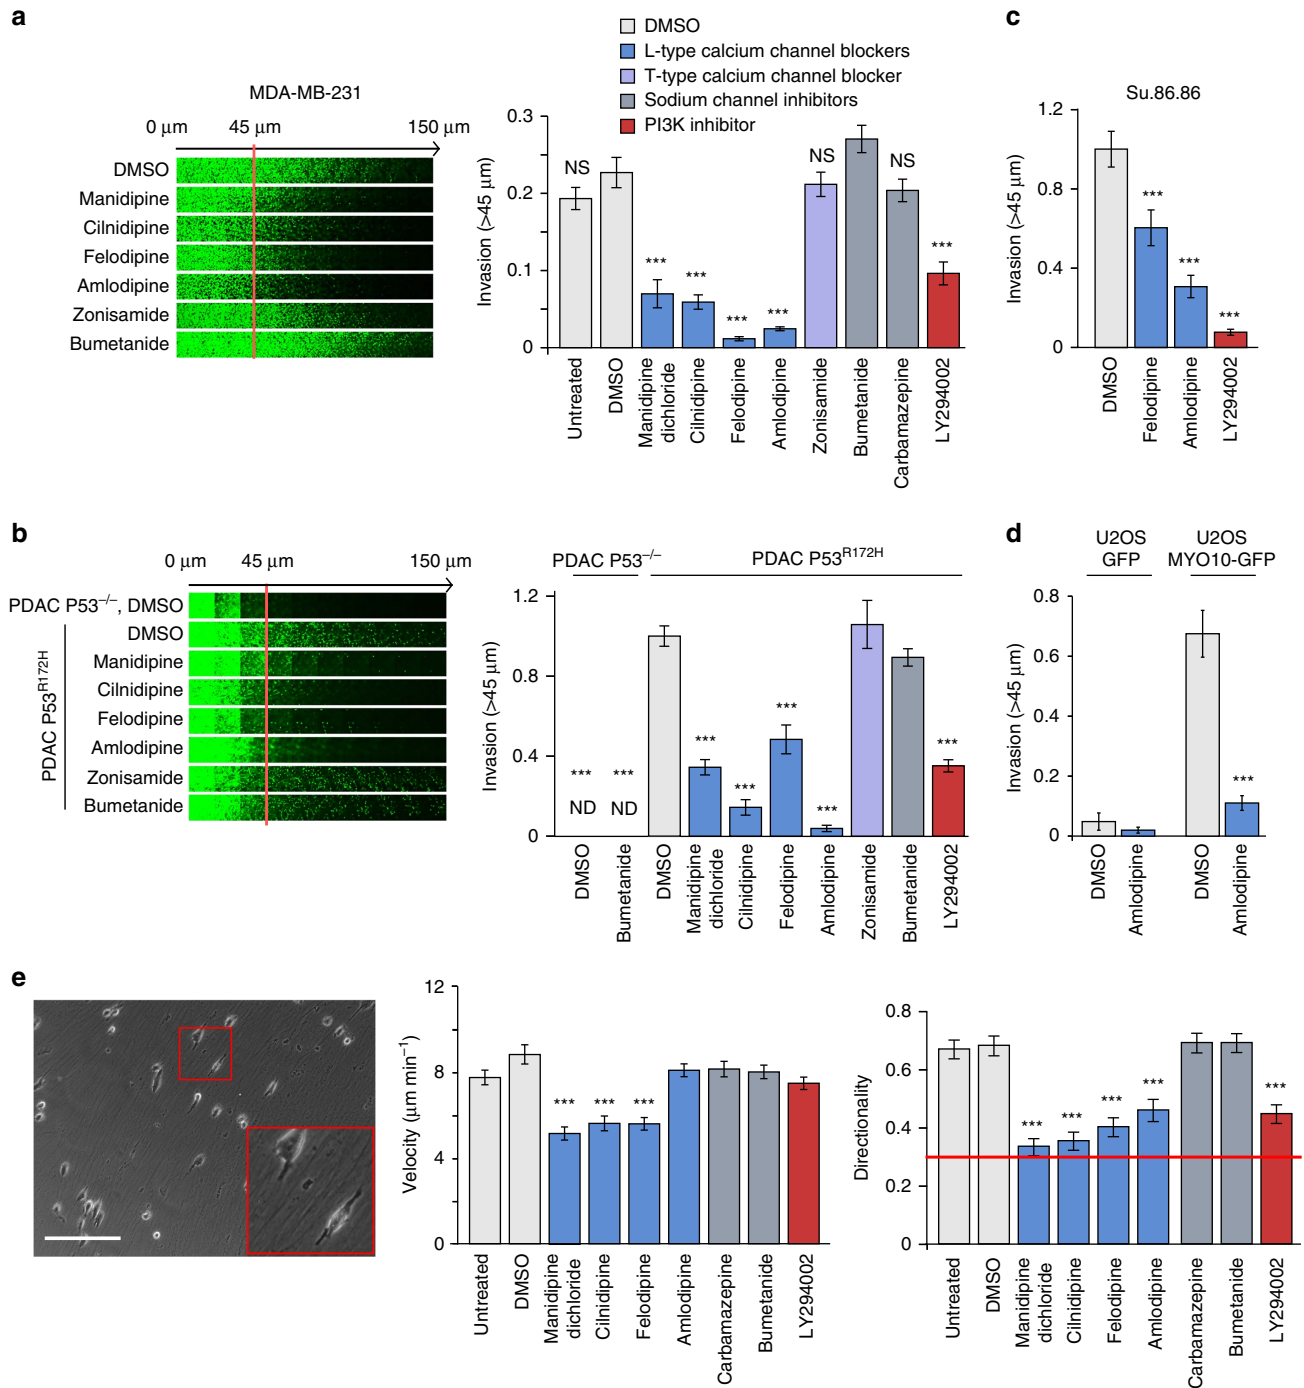 a
MDA-MB-231
0 µm 45 µm 150 µm
DMSO
Manidipine
Cilnidipine
Felodipine
Amlodipine
Zonisamide
Bumetanide
DMSO
L-type calcium channel blockers
T-type calcium channel blocker
Sodium channel inhibitors
PI3K inhibitor
Invasion (>45 µm)
0.3
0.2
0.1
0
NS
***
***
***
***
NS
NS
***
Untreated
DMSO
Manidipine
dichloride
Cilnidipine
Felodipine
Amlodipine
Zonisamide
Bumetanide
Carbamazepine
LY294002
c
Su.86.86
Invasion (>45 µm)
1.2
0.8
0.4
0
***
***
***
DMSO
Felodipine
Amlodipine
LY294002
b
0 µm 45 µm 150 µm
PDAC P53–/–, DMSO
PDAC P53R172H
DMSO
Manidipine
Cilnidipine
Felodipine
Amlodipine
Zonisamide
Bumetanide
PDAC P53–/–
PDAC P53R172H
Invasion (>45 µm)
1.2
0.8
0.4
0
***
ND
***
ND
***
***
***
***
***
DMSO
Bumetanide
DMSO
Manidipine
dichloride
Cilnidipine
Felodipine
Amlodipine
Zonisamide
Bumetanide
LY294002
d
U2OS
GFP
U2OS
MYO10-GFP
Invasion (>45 µm)
0.8
0.6
0.4
0.2
0
***
DMSO
Amlodipine
DMSO
Amlodipine
e
Velocity (µm min–1)
12
8
4
0
***
***
***
Untreated
DMSO
Manidipine
dichloride
Cilnidipine
Felodipine
Amlodipine
Carbamazepine
Bumetanide
LY294002
Directionality
0.8
0.6
0.4
0.2
0
***
***
***
***
***
Untreated
DMSO
Manidipine
dichloride
Cilnidipine
Felodipine
Amlodipine
Carbamazepine
Bumetanide
LY294002